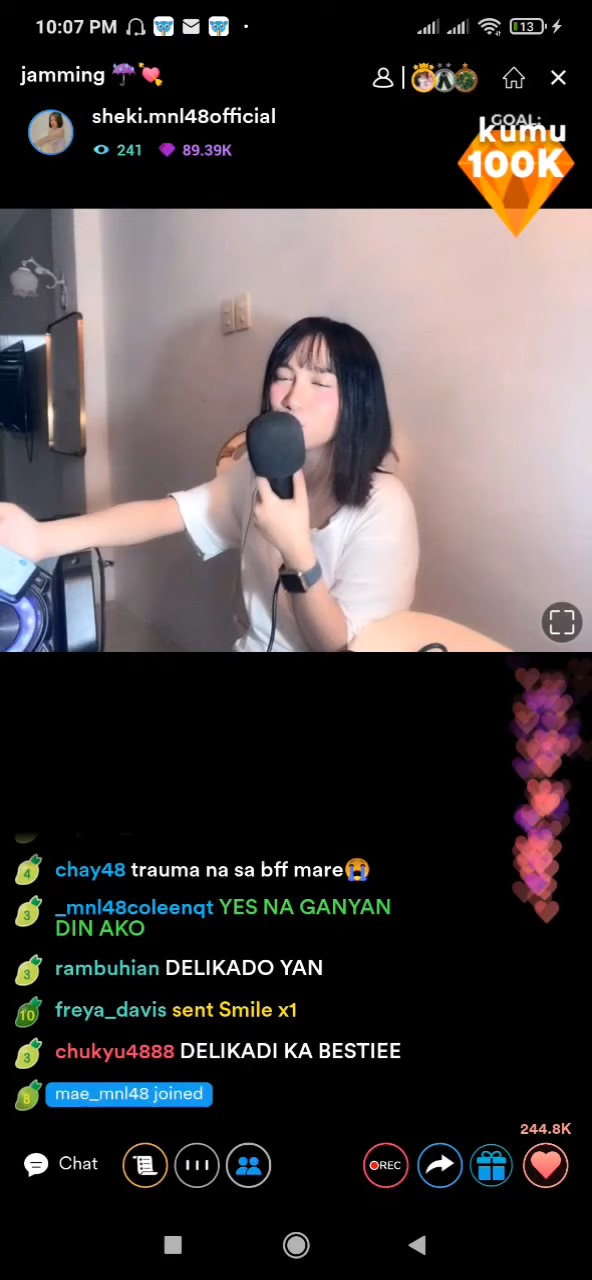 10:07 PM
13
jamming
sheki.mnl48official
241 89.39K
GOAL:
kumu
100K
4 chay48 trauma na sa bff mare
3 _mnl48coleenqt YES NA GANYAN
DIN AKO
3 rambuhian DELIKADO YAN
10 freya_davis sent Smile x1
3 chukyu4888 DELIKADI KA BESTIEE
8 mae_mnl48 joined
244.8K
Chat
REC